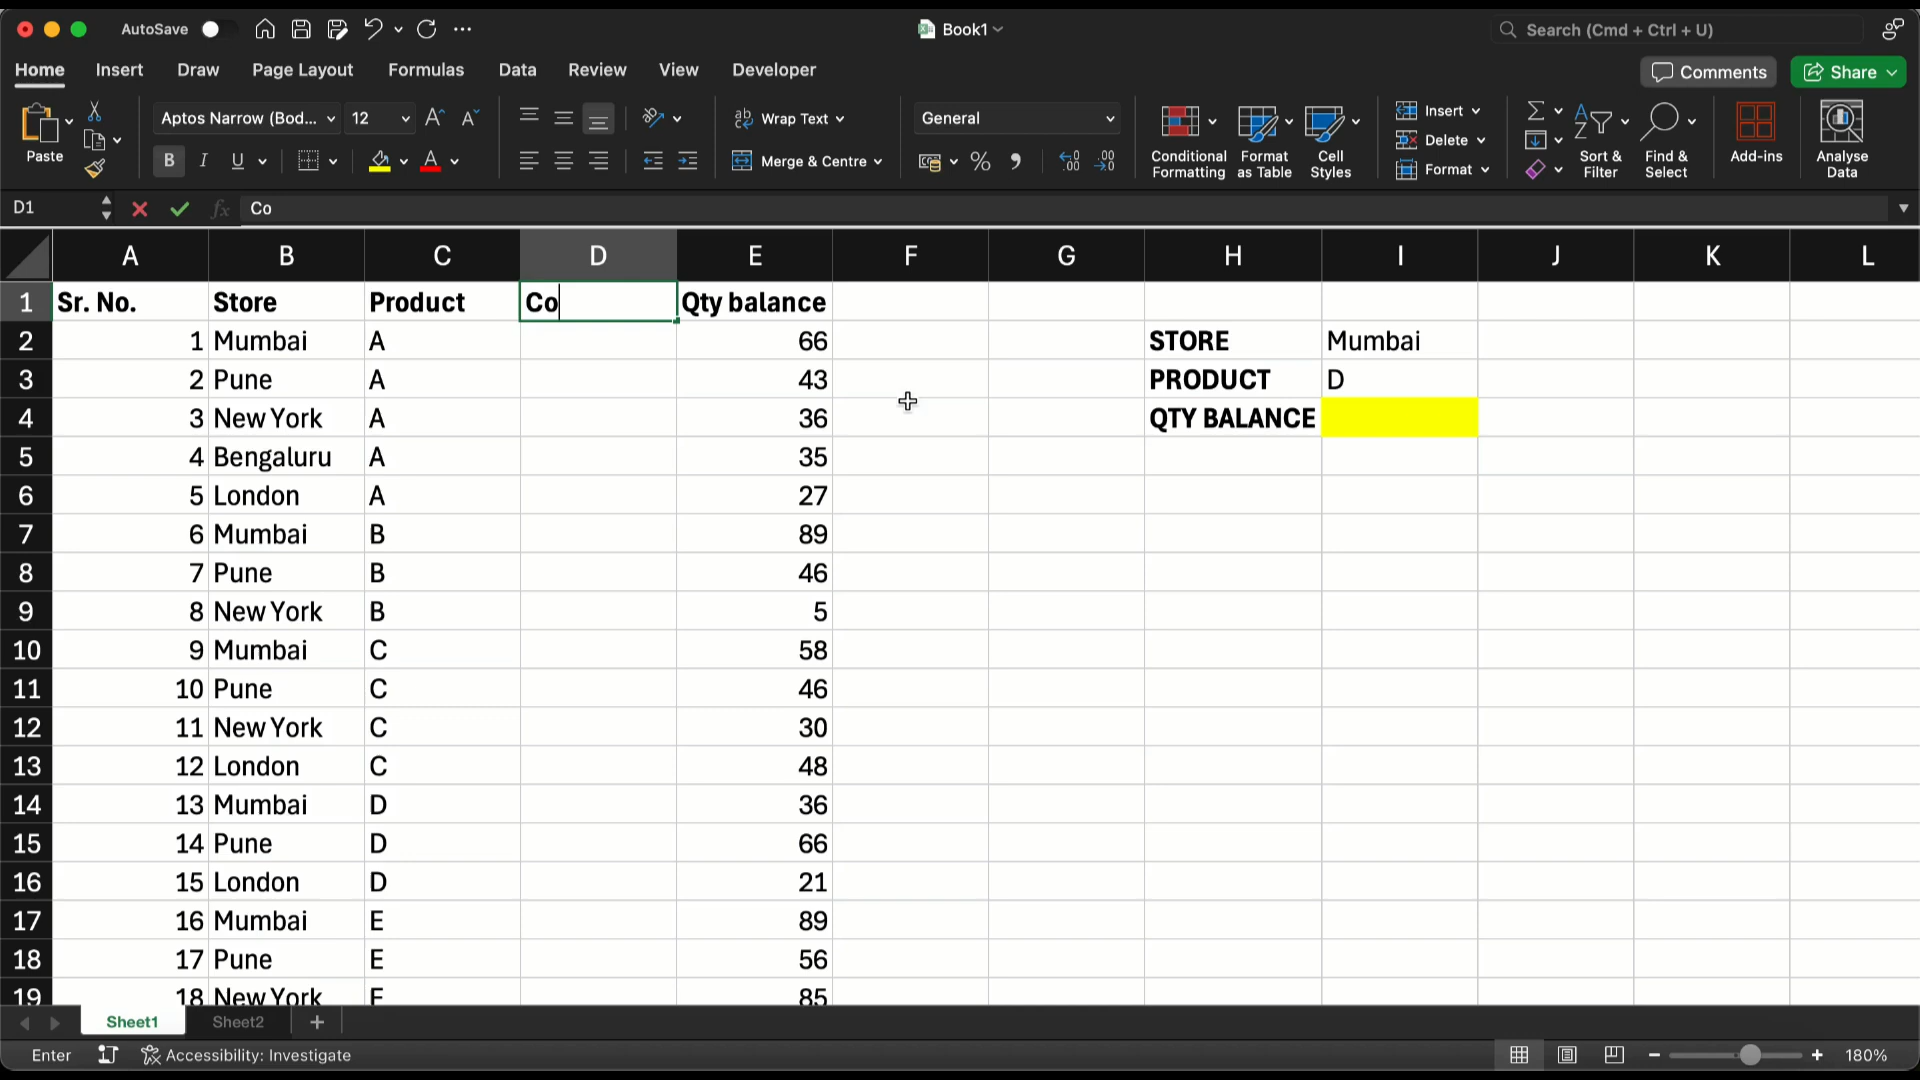 AutoSave
Book1
Search (Cmd + Ctrl + U)
Home Insert Draw Page Layout Formulas Data Review View Developer
Comments
Share
Paste
Aptos Narrow (Bod...
12
B I U
Wrap Text
Merge & Centre
General
Conditional Formatting
Format as Table
Cell Styles
Insert
Delete
Format
Sort & Filter
Find & Select
Add-ins
Analyse Data
D1
fx
Co
A B C D E F G H I J K L
1 Sr. No. Store Product Co Qty balance
2 1 Mumbai A 66 STORE Mumbai
3 2 Pune A 43 PRODUCT D
4 3 New York A 36 QTY BALANCE
5 4 Bengaluru A 35
6 5 London A 27
7 6 Mumbai B 89
8 7 Pune B 46
9 8 New York B 5
10 9 Mumbai C 58
11 10 Pune C 46
12 11 New York C 30
13 12 London C 48
14 13 Mumbai D 36
15 14 Pune D 66
16 15 London D 21
17 16 Mumbai E 89
18 17 Pune E 56
19 18 New York E 85
Sheet1 Sheet2
Enter
Accessibility: Investigate
180%